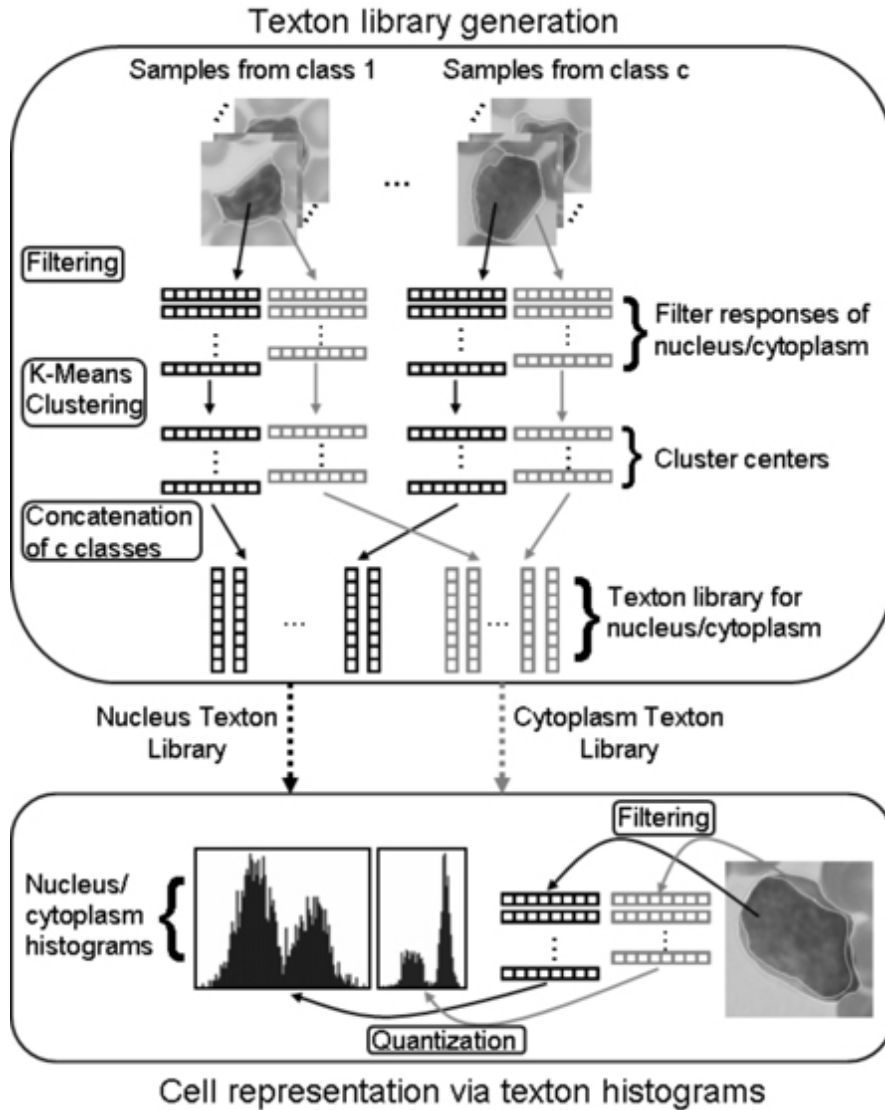 Texton library generation
Samples from class 1
Samples from class c
...
Filtering
Filter responses of
nucleus/cytoplasm
K-Means
Clustering
Cluster centers
Concatenation
of c classes
Texton library for
nucleus/cytoplasm
...
...
Nucleus Texton
Library
Cytoplasm Texton
Library
Filtering
Nucleus/
cytoplasm
histograms
Quantization
Cell representation via texton histograms